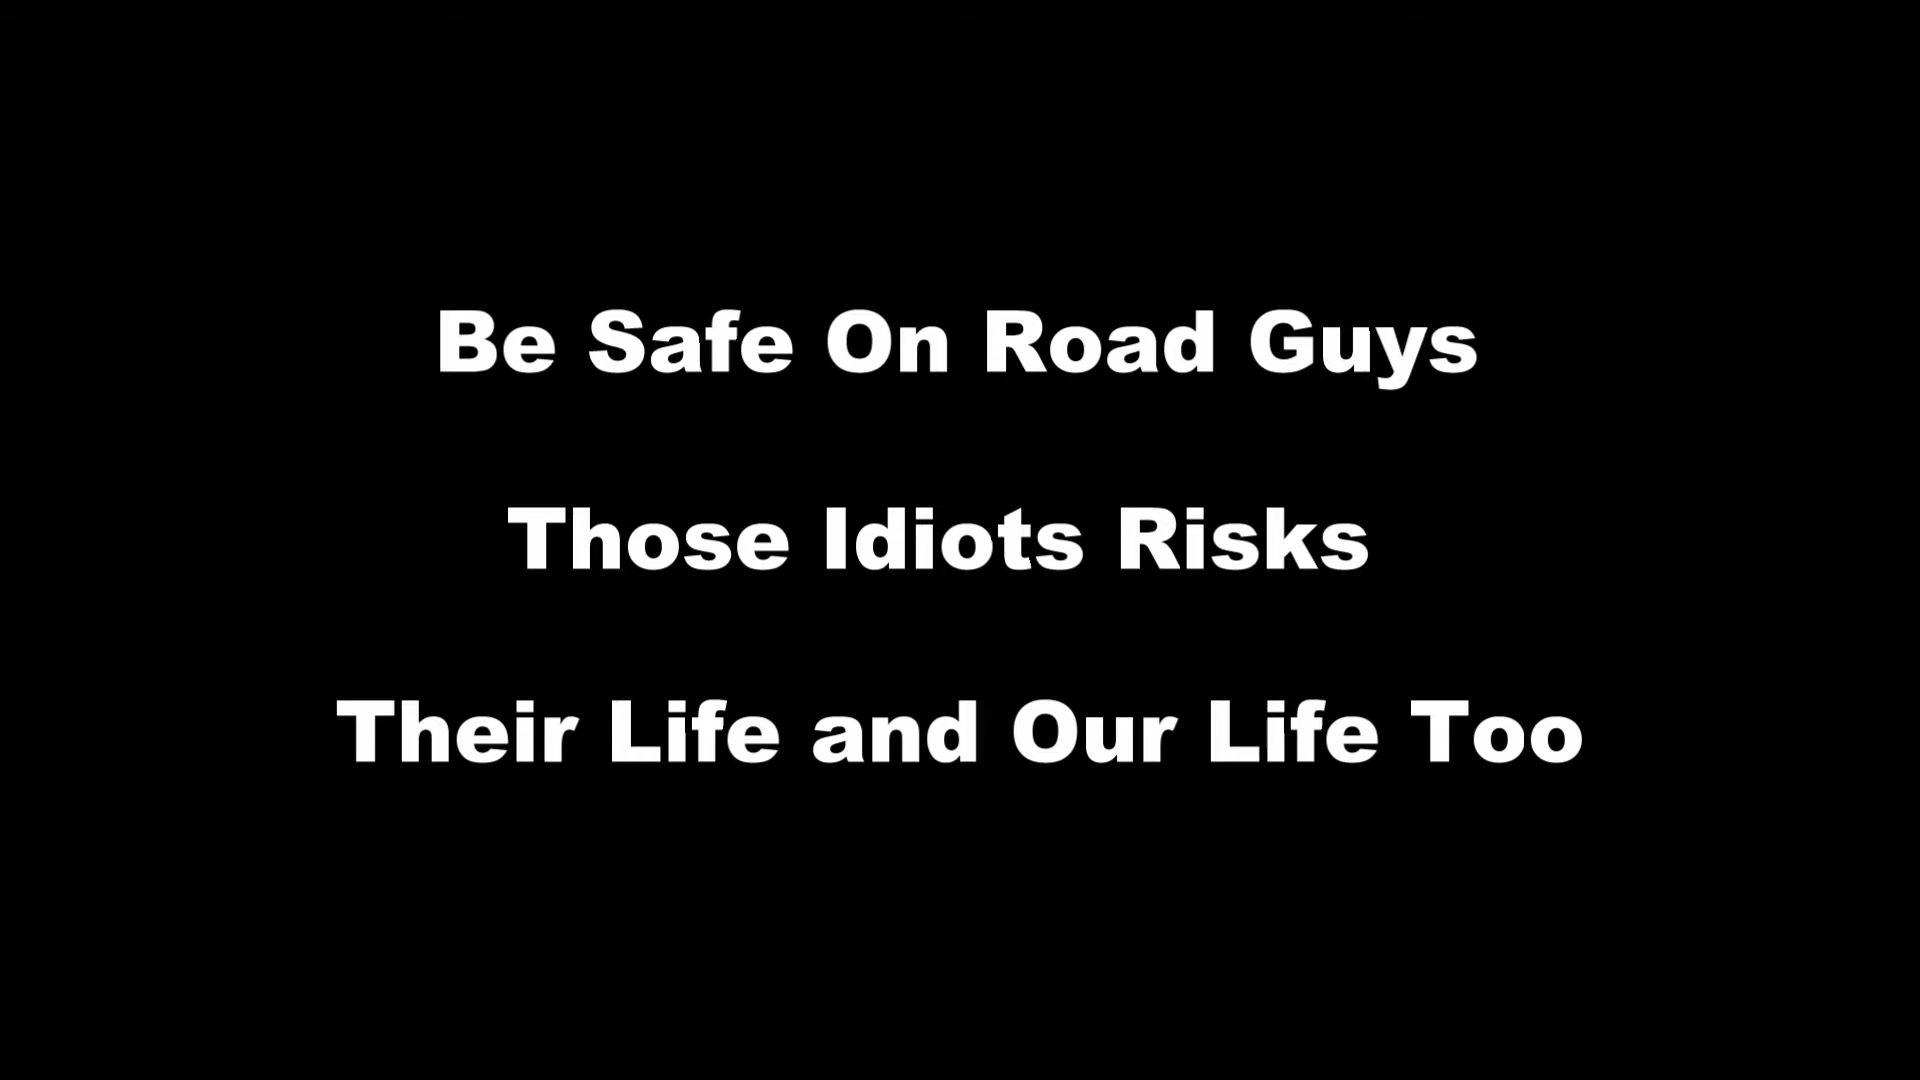 Be Safe On Road Guys
Those Idiots Risks
Their Life and Our Life Too